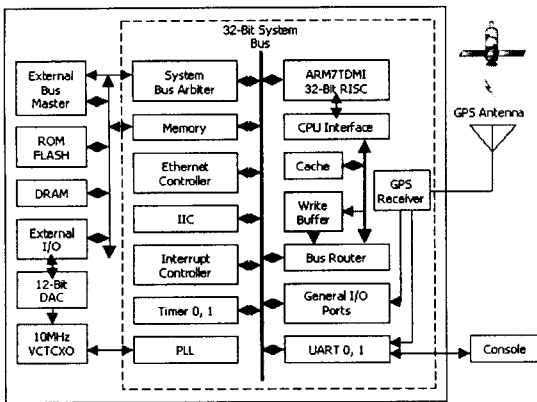 32-Bit System
Bus
External
Bus Master
ROM
FLASH
DRAM
External
I/O
12-Bit
DAC
10MHz
VCTCXO
System
Bus Arbiter
Memory
Ethernet
Controller
IIC
Interrupt
Controller
Timer 0, 1
PLL
ARM7TDMI
32-Bit RISC
CPU Interface
Cache
Write
Buffer
Bus Router
General I/O
Ports
UART 0, 1
GPS
Receiver
GPS Antenna
Console